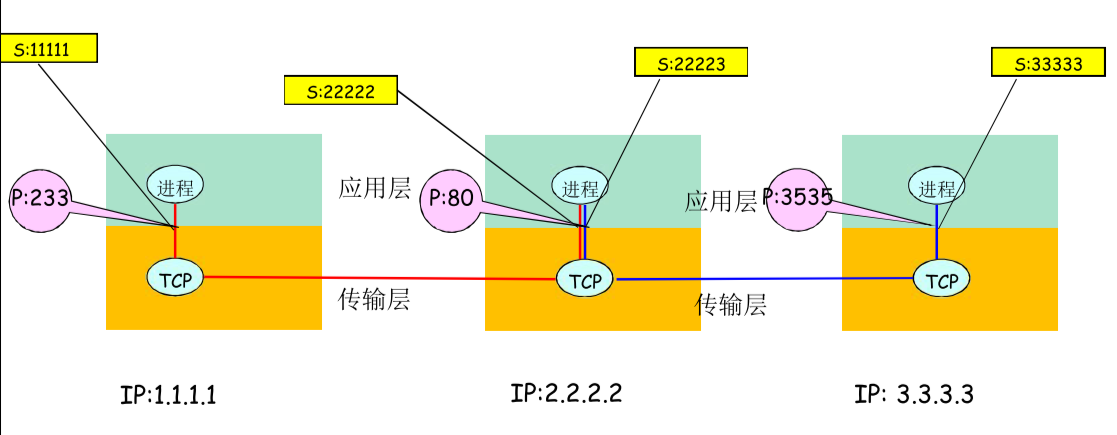 S:11111
S:22222
S:22223
S:33333
进程
进程
进程
P:233
应用层
P:80
应用层
P:3535
TCP
TCP
TCP
传输层
传输层
IP:1.1.1.1
IP:2.2.2.2
IP: 3.3.3.3